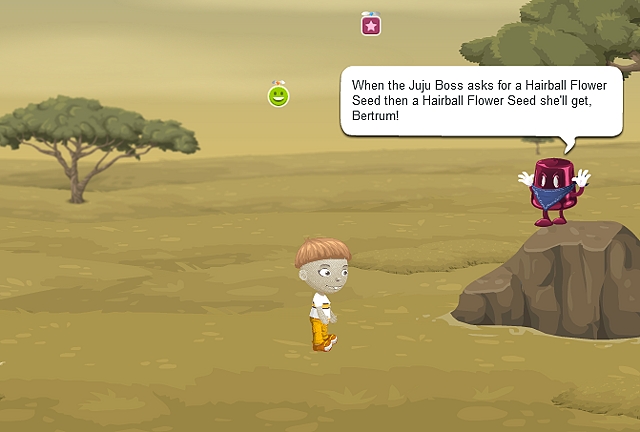 When the Juju Boss asks for a Hairball Flower
Seed then a Hairball Flower Seed she'll get,
Bertrum!